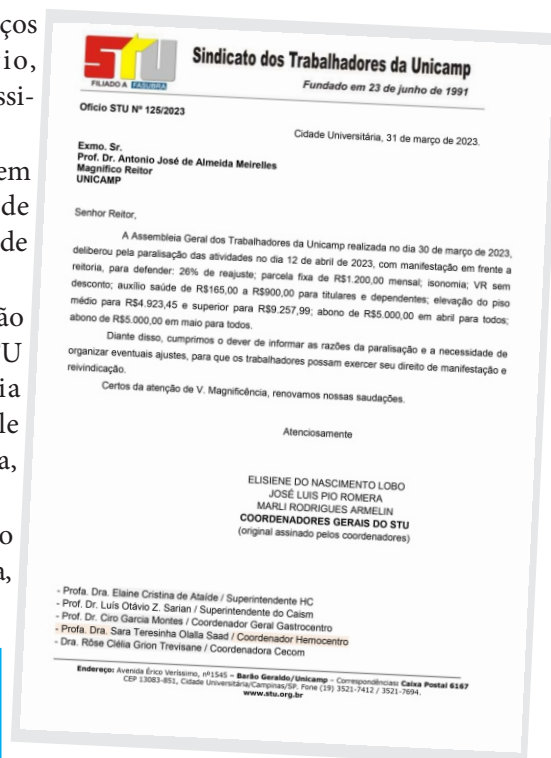 ços
io,
ssi-
em
de
de
ão
TU
ia
le
a,
o
a,
STU
FILIADO A FASUBRA
Sindicato dos Trabalhadores da Unicamp
Fundado em 23 de junho de 1991
Ofício STU Nº 125/2023
Cidade Universitária, 31 de março de 2023.
Exmo. Sr.
Prof. Dr. Antonio José de Almeida Meirelles
Magnífico Reitor
UNICAMP
Senhor Reitor,
A Assembleia Geral dos Trabalhadores da Unicamp realizada no dia 30 de março de 2023,
deliberou pela paralisação das atividades no dia 12 de abril de 2023, com manifestação em frente a
reitoria, para defender: 26% de reajuste; parcela fixa de R$1.200,00 mensal; isonomia; VR sem
desconto; auxílio saúde de R$165,00 a R$900,00 para titulares e dependentes; elevação do piso
médio para R$4.923,45 e superior para R$9.257,99; abono de R$5.000,00 em abril para todos;
abono de R$5.000,00 em maio para todos.
Diante disso, cumprimos o dever de informar as razões da paralisação e a necessidade de
organizar eventuais ajustes, para que os trabalhadores possam exercer seu direito de manifestação e
reivindicação.
Certos da atenção de V. Magnificência, renovamos nossas saudações.
Atenciosamente
ELISIENE DO NASCIMENTO LOBO
JOSÉ LUIS PIO ROMERA
MARLI RODRIGUES ARMELIN
COORDENADORES GERAIS DO STU
(original assinado pelos coordenadores)
- Profa. Dra. Elaine Cristina de Ataíde / Superintendente HC
- Prof. Dr. Luís Otávio Z. Sarian / Superintendente do Caism
- Prof. Dr. Ciro Garcia Montes / Coordenador Geral Gastrocentro
- Profa. Dra. Sara Teresinha Olalla Saad / Coordenador Hemocentro
- Dra. Rôse Clélia Grion Trevisane / Coordenadora Cecom
Endereço: Avenida Érico Veríssimo, nº1545 – Barão Geraldo/Unicamp - Correspondências: Caixa Postal 6167
CEP 13083-851, Cidade Universitária/Campinas/SP. Fone (19) 3521-7412 / 3521-7694.
www.stu.org.br